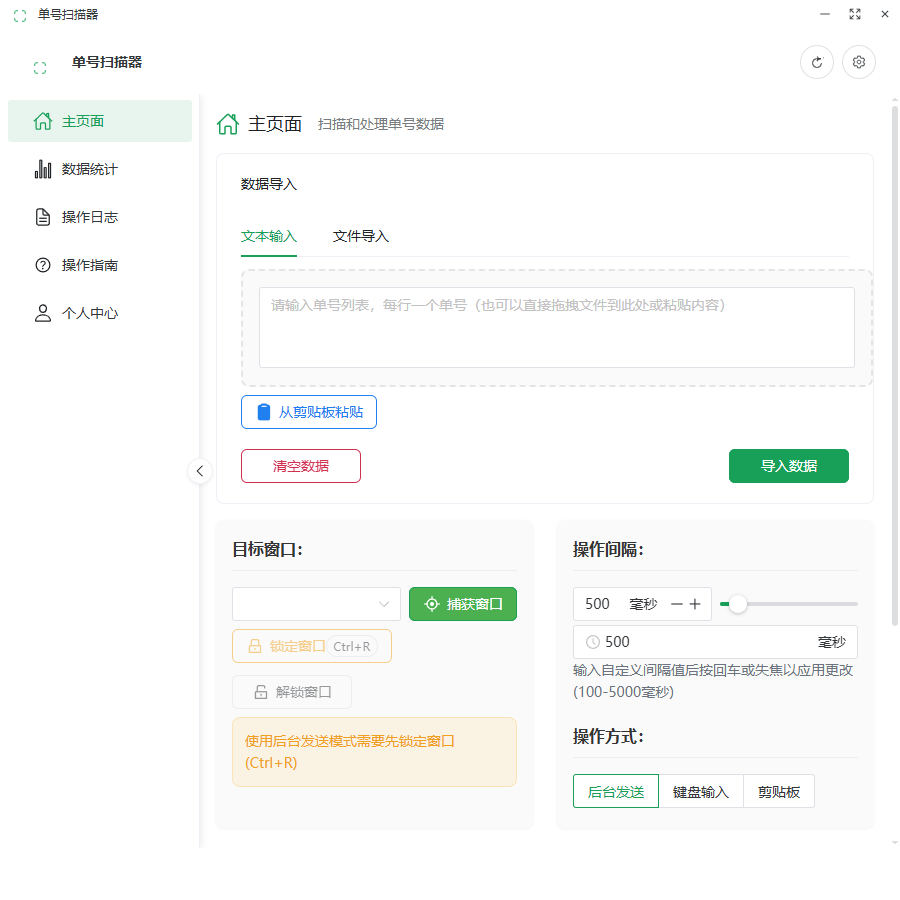 单号扫描器
单号扫描器
主页面
数据统计
操作日志
操作指南
个人中心
主页面 扫描和处理单号数据
数据导入
文本输入 文件导入
请输入单号列表，每行一个单号（也可以直接拖拽文件到此处或粘贴内容）
从剪贴板粘贴
清空数据 导入数据
目标窗口：
捕获窗口
锁定窗口 Ctrl+R
解锁窗口
使用后台发送模式需要先锁定窗口
(Ctrl+R)
操作间隔：
500 毫秒
500 毫秒
输入自定义间隔值后按回车或失焦以应用更改
(100-5000毫秒)
操作方式：
后台发送 键盘输入 剪贴板